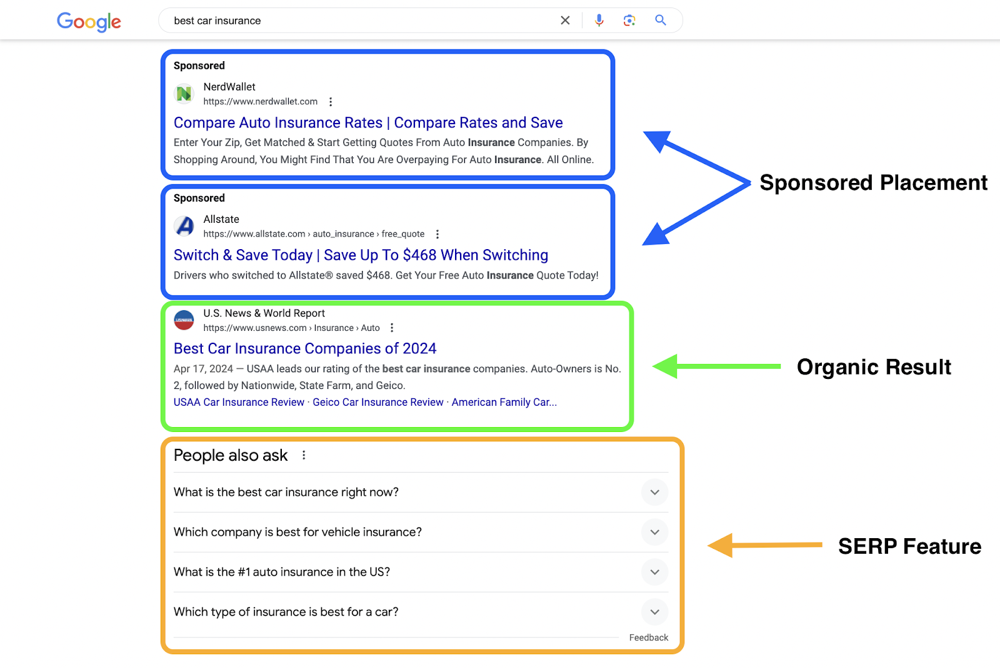 Google
best car insurance
Sponsored
NerdWallet
https://www.nerdwallet.com
Compare Auto Insurance Rates | Compare Rates and Save
Enter Your Zip, Get Matched & Start Getting Quotes From Auto Insurance Companies. By
Shopping Around, You Might Find That You Are Overpaying For Auto Insurance. All Online.
Sponsored Placement
Sponsored
Allstate
https://www.allstate.com › auto_insurance › free_quote
Switch & Save Today | Save Up To $468 When Switching
Drivers who switched to Allstate® saved $468. Get Your Free Auto Insurance Quote Today!
USNEWS
U.S. News & World Report
https://www.usnews.com › Insurance › Auto
Best Car Insurance Companies of 2024
Apr 17, 2024 — USAA leads our rating of the best car insurance companies. Auto-Owners is No.
2, followed by Nationwide, State Farm, and Geico.
USAA Car Insurance Review · Geico Car Insurance Review · American Family Car...
Organic Result
People also ask
What is the best car insurance right now?
Which company is best for vehicle insurance?
What is the #1 auto insurance in the US?
Which type of insurance is best for a car?
Feedback
SERP Feature